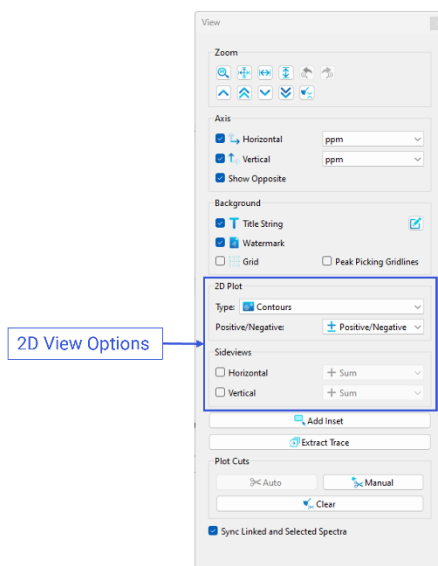 View
Zoom
Axis
Horizontal ppm
Vertical ppm
Show Opposite
Background
Title String
Watermark
Grid Peak Picking Gridlines
2D Plot
Type: Contours
Positive/Negative: Positive/Negative
2D View Options
Sideviews
Horizontal + Sum
Vertical + Sum
Add Inset
Extract Trace
Plot Cuts
Auto Manual
Clear
Sync Linked and Selected Spectra